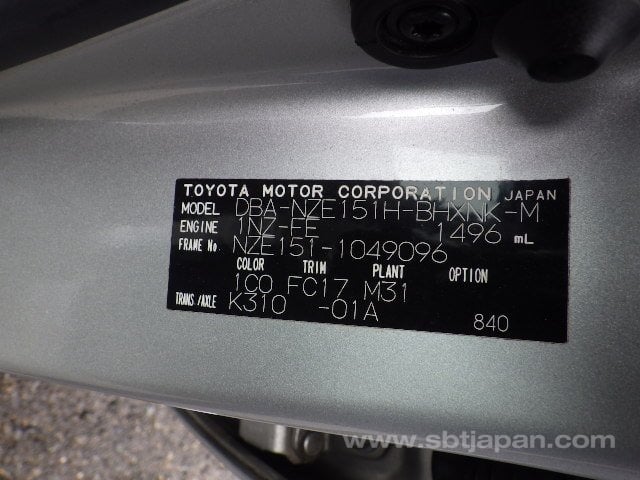 TOYOTA MOTOR CORPORATION JAPAN
MODEL DBA-NZE151H-BHXNK-M
ENGINE 1NZ-FE 1496 mL
FRAME No NZE151-1049096
COLOR TRIM PLANT OPTION
1C0 FC17 M31
TRANS/AXLE K310 -01A
840
www.sbtjapan.com